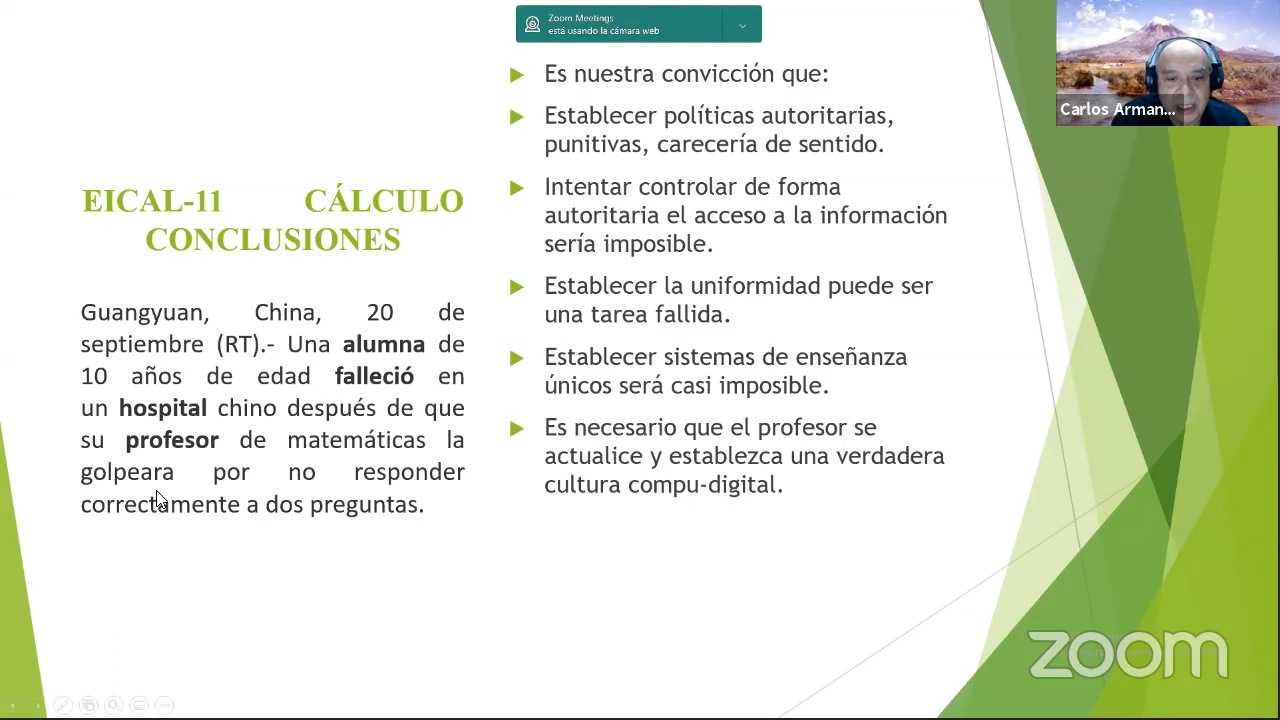 Zoom Meetings
está usando la cámara web
Carlos Arman...
EICAL-11 CÁLCULO
CONCLUSIONES
Guangyuan, China, 20 de
septiembre (RT).- Una alumna de
10 años de edad falleció en
un hospital chino después de que
su profesor de matemáticas la
golpeara por no responder
correctamente a dos preguntas.
Es nuestra convicción que:
Establecer políticas autoritarias,
punitivas, carecería de sentido.
Intentar controlar de forma
autoritaria el acceso a la información
sería imposible.
Establecer la uniformidad puede ser
una tarea fallida.
Establecer sistemas de enseñanza
únicos será casi imposible.
Es necesario que el profesor se
actualice y establezca una verdadera
cultura compu-digital.
zoom